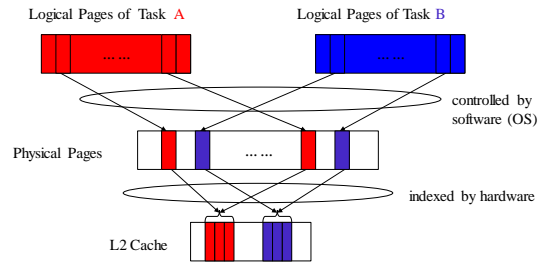 Logical Pages of Task A
Logical Pages of Task B
... ...
... ...
controlled by
software (OS)
Physical Pages
... ...
indexed by hardware
L2 Cache